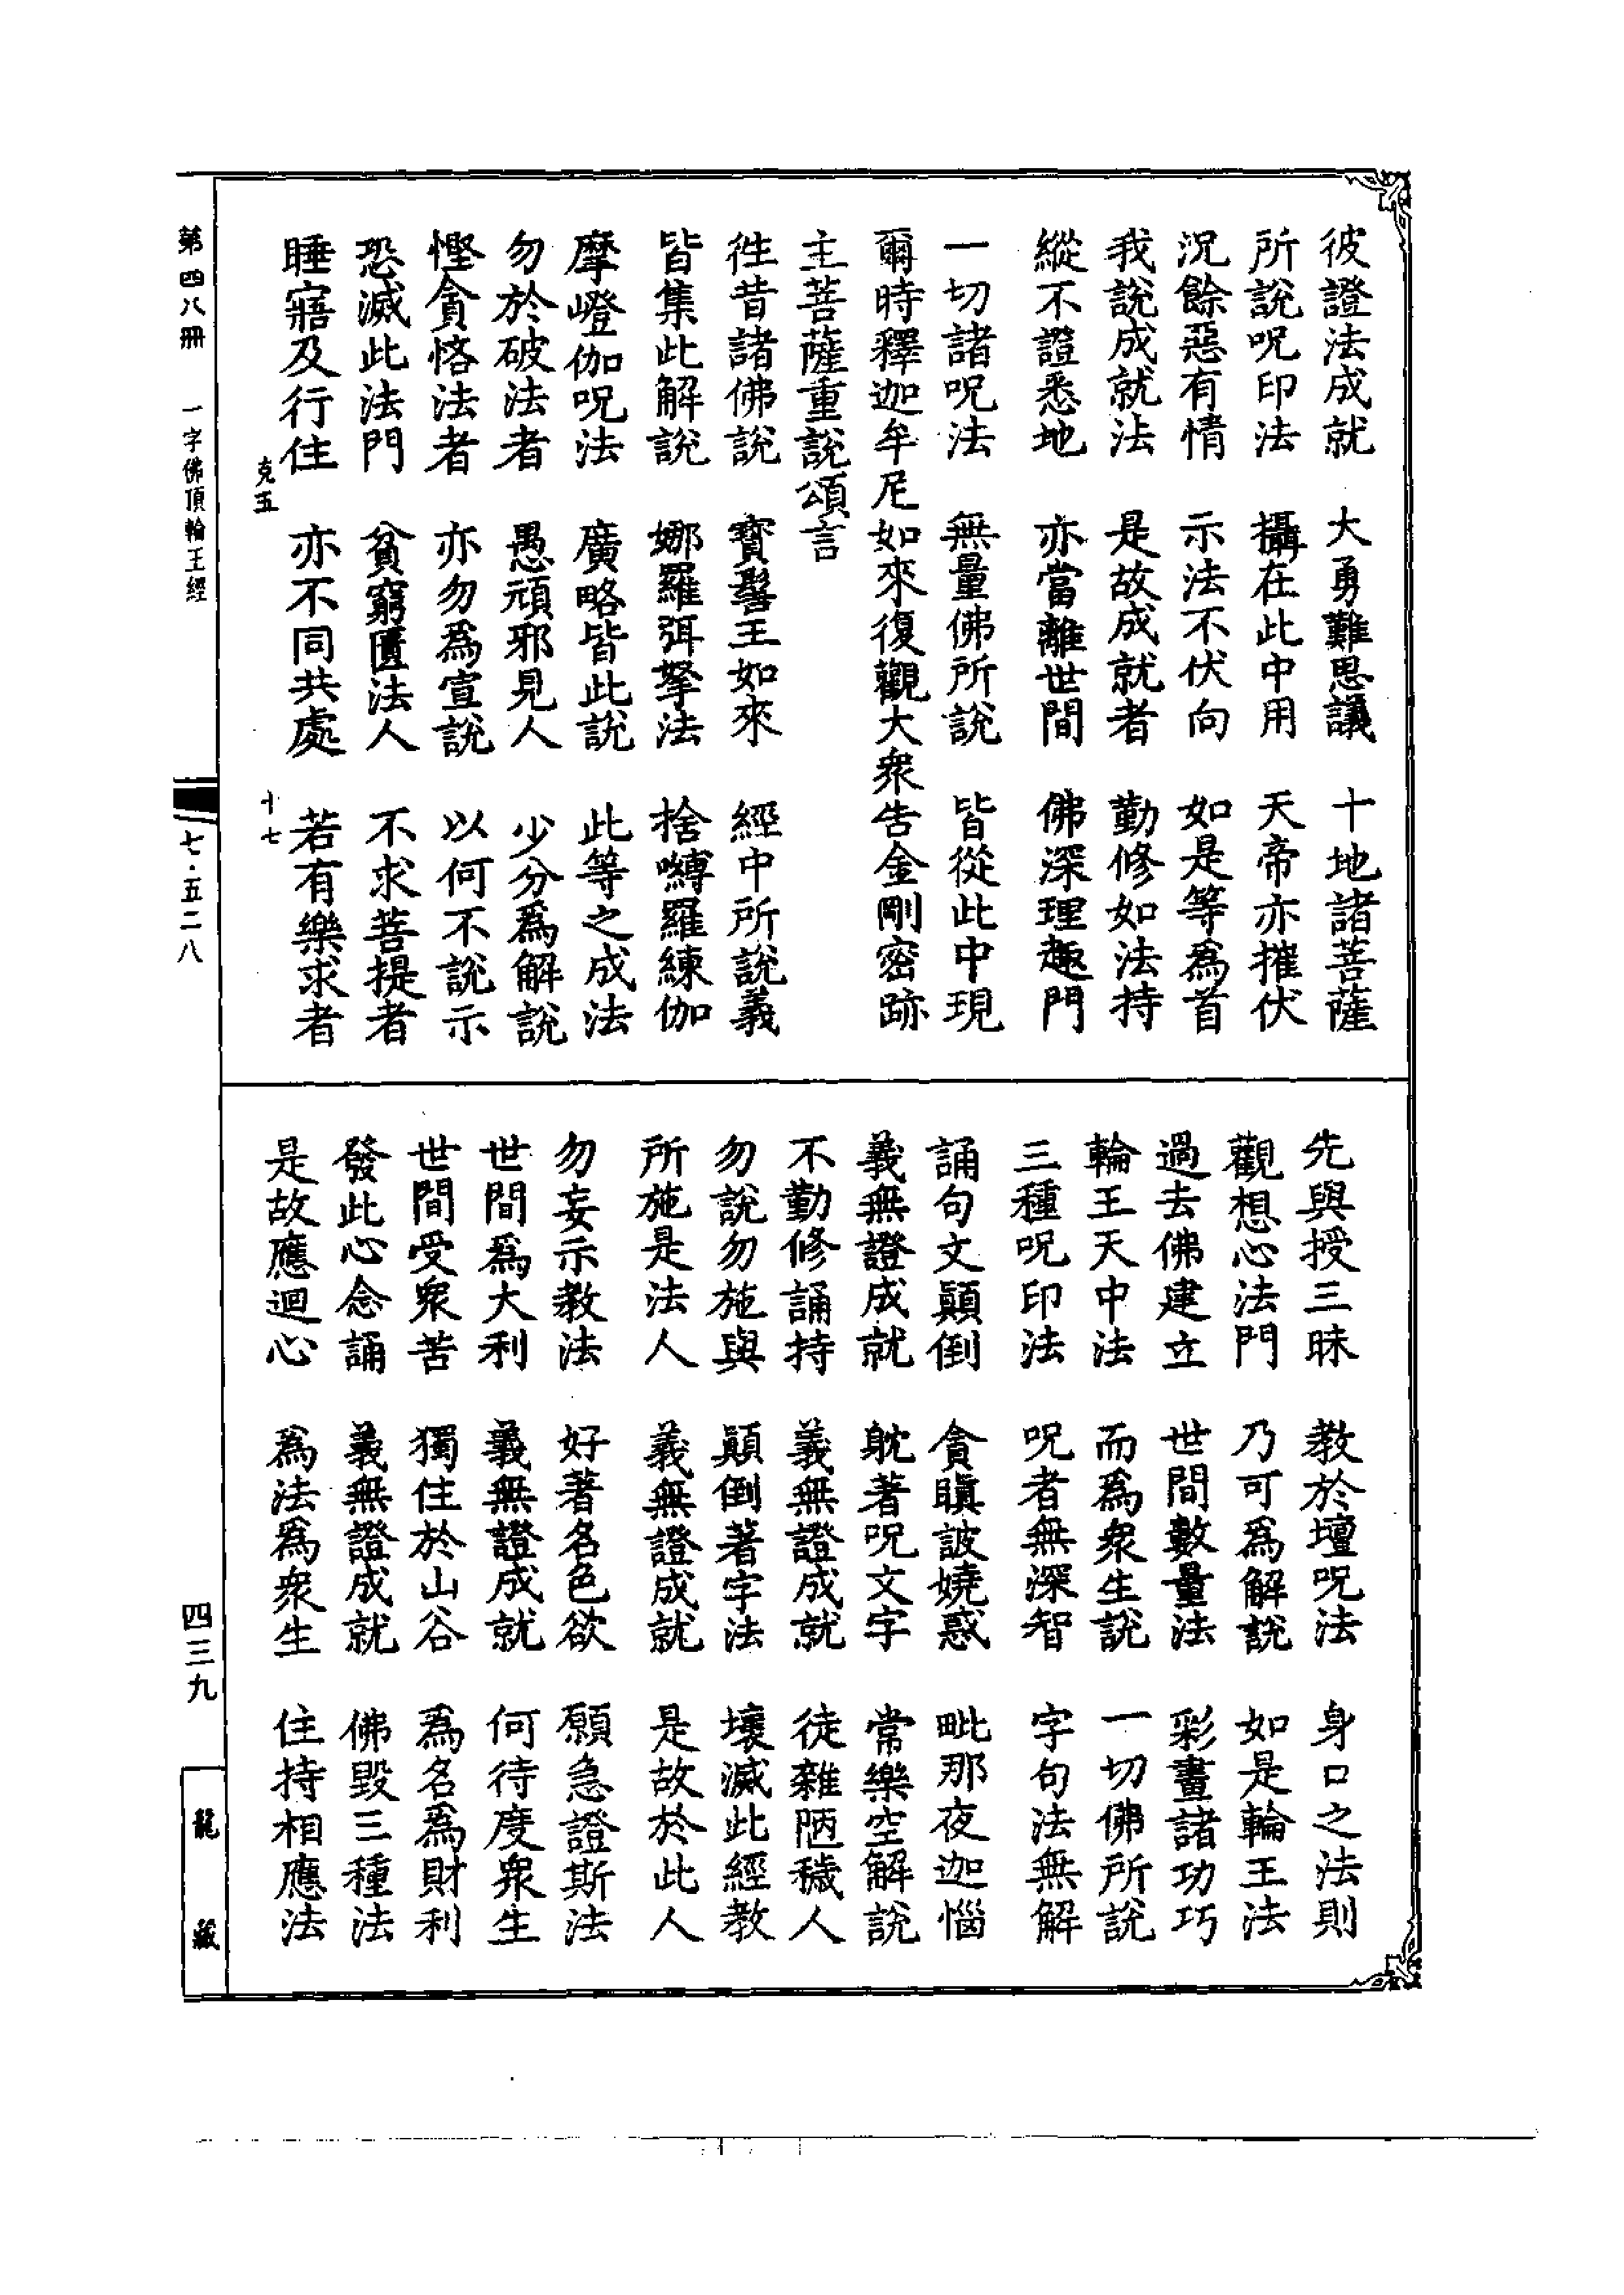 彼證法成就　大勇難思議　十地諸菩薩
所說呪印法　攝在此中用　天帝亦摧伏
況餘惡有情　示法不伏向　如是等為首
我說成就法　是故成就者　勤修如法持
縱不證悉地　亦當離世間　佛深理趣門
一切諸呪法　無量佛所說　皆從此中現
爾時釋迦牟尼如來復觀大衆告金剛密跡
主菩薩重說頌言
徃昔諸佛說　寶髻王如來　經中所說義
皆集此解說　娜羅弭拏法　捨嚩羅練伽
摩嶝伽呪法　廣略皆此說　此等之成法
勿於破法者　愚頑邪見人　少分爲解說
慳貪悋法者　亦勿爲宣說　以何不說示
恐滅此法門　貧窮匱法人　不求菩提者
睡寤及行住　亦不同共處　若有樂求者
克五　十七
先與授三昧　教於壇呪法　身口之法則
觀想心法門　乃可爲解說　如是輪王法
過去佛建立　世間數量法　彩畫諸功巧
輪王天中法　而爲衆生說　一切佛所說
三種呪印法　呪者無深智　字句法無解
誦句文顛倒　貪瞋詖嬈惑　毗那夜迦惱
義無證成就　躭著呪文字　常樂空解說
不勤修誦持　義無證成就　徒雜陋穢人
勿說勿施與　顛倒著字法　壞滅此經教
所施是法人　義無證成就　是故於此人
勿妄示教法　好著名色欲　願急證斯法
世間爲大利　義無證成就　何待度衆生
世間受衆苦　獨住於山谷　爲名爲財利
發此心念誦　義無證成就　佛毀三種法
是故應迴心　爲法爲衆生　住持相應法
第四八冊　一字佛頂輪王經　七·五二八　四三九　龍藏